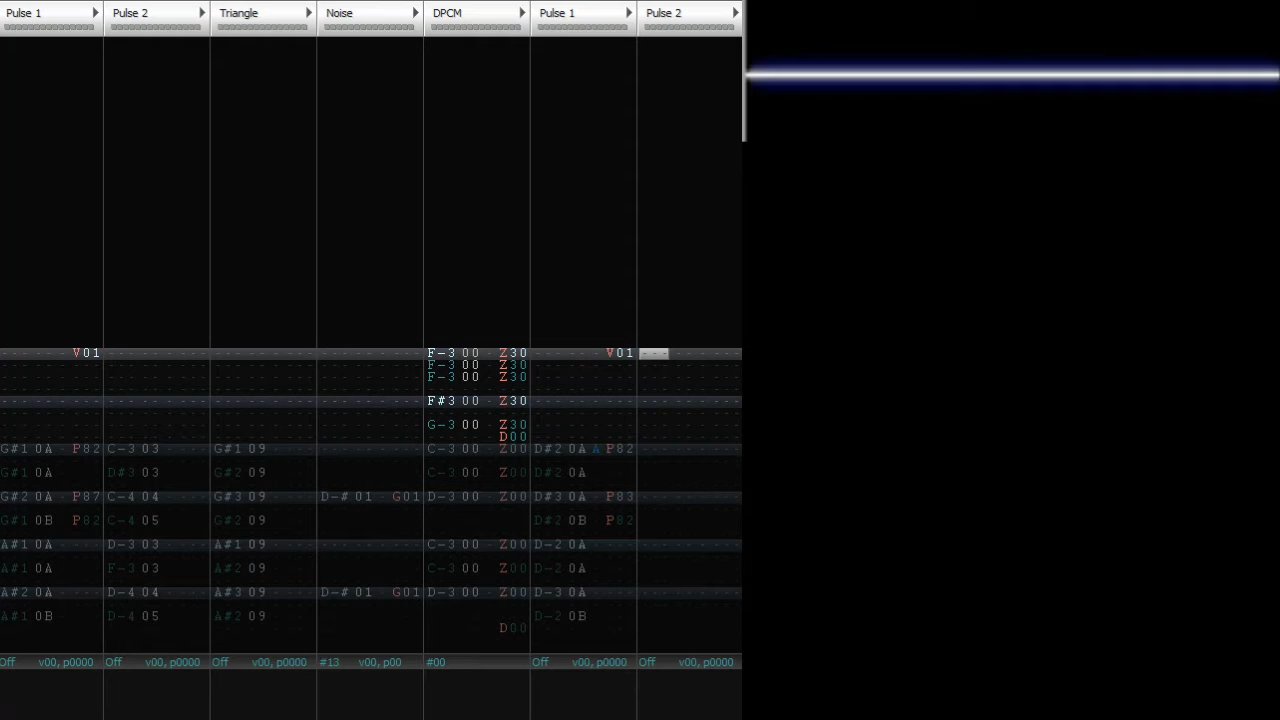 Pulse 1 Pulse 2 Triangle Noise DPCM Pulse 1 Pulse 2
V01 F-3 00 Z30 V01
F-3 00 Z30
F-3 00 Z30
F#3 00 Z30
G-3 00 Z30
D00
G#1 0A P82 C-3 03 G#1 09 C-3 00 Z00 D#2 0A A P82
G#1 0A D#3 03 G#2 09 C-3 00 Z00 D#2 0A
G#2 0A P87 C-4 04 G#3 09 D-# 01 G01 D-3 00 Z00 D#3 0A P83
G#1 0B P82 C-4 05 G#2 09 D#2 0B P82
A#1 0A D-3 03 A#1 09 C-3 00 Z00 D-2 0A
A#1 0A F-3 03 A#2 09 C-3 00 Z00 D-2 0A
A#2 0A D-4 04 A#3 09 D-# 01 G01 D-3 00 Z00 D-3 0A
A#1 0B D-4 05 A#2 09 D-2 0B
D00
Off v00, p0000 Off v00, p0000 Off v00, p0000 #13 v00, p00 #00 Off v00, p0000 Off v00, p0000